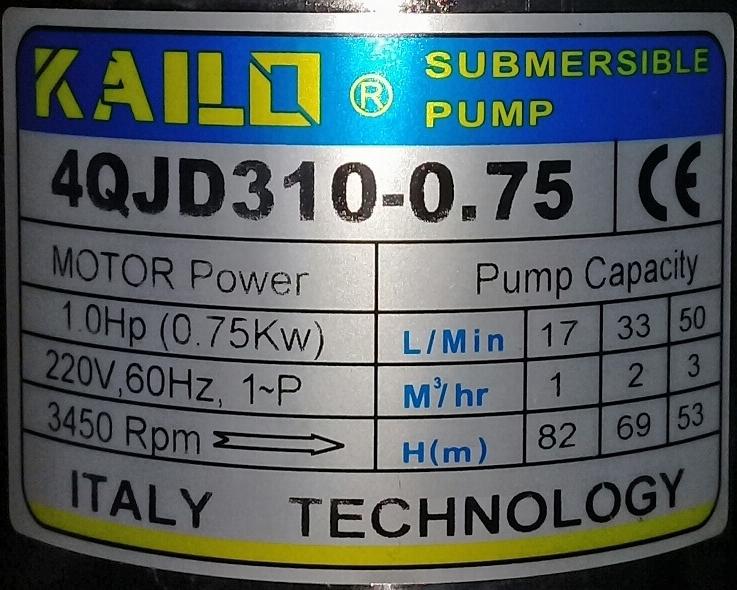 KAILO ® SUBMERSIBLE PUMP
4QJD310-0.75 CE
MOTOR Power Pump Capacity
1.0Hp (0.75Kw) L/Min 17 33 50
220V,60Hz, 1~P M³/hr 1 2 3
3450 Rpm H(m) 82 69 53
ITALY TECHNOLOGY